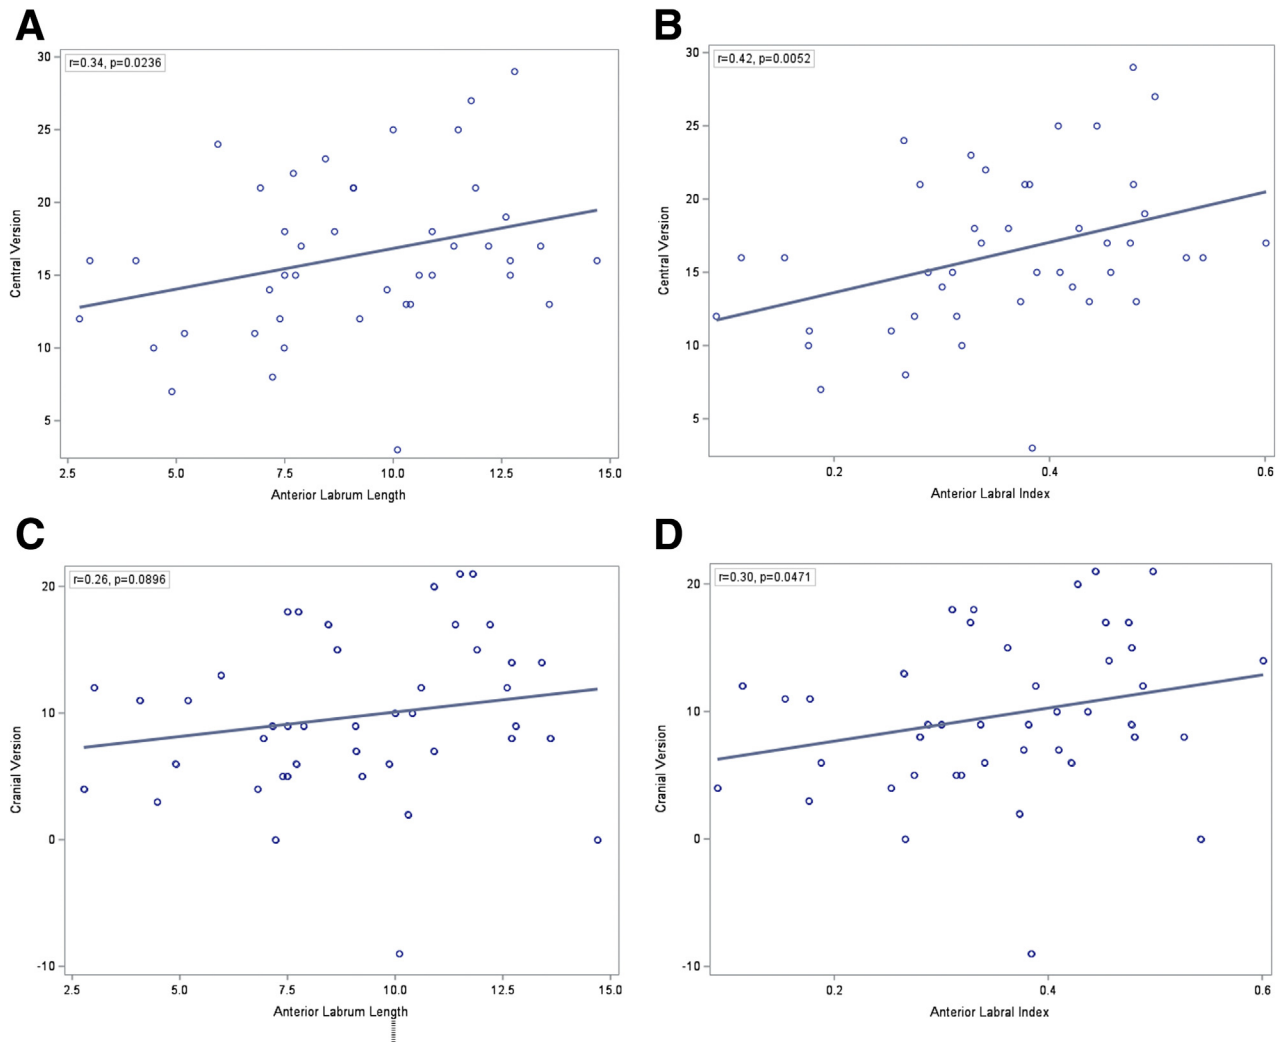 A
r=0.34, p=0.0236
30
25
20
15
10
5
Central Version
2.5 5.0 7.5 10.0 12.5 15.0
Anterior Labrum Length
B
r=0.42, p=0.0052
30
25
20
15
10
5
Central Version
0.2 0.4 0.6
Anterior Labral Index
C
r=0.26, p=0.0896
20
10
0
-10
Cranial Version
2.5 5.0 7.5 10.0 12.5 15.0
Anterior Labrum Length
D
r=0.30, p=0.0471
20
10
0
-10
Cranial Version
0.2 0.4 0.6
Anterior Labral Index